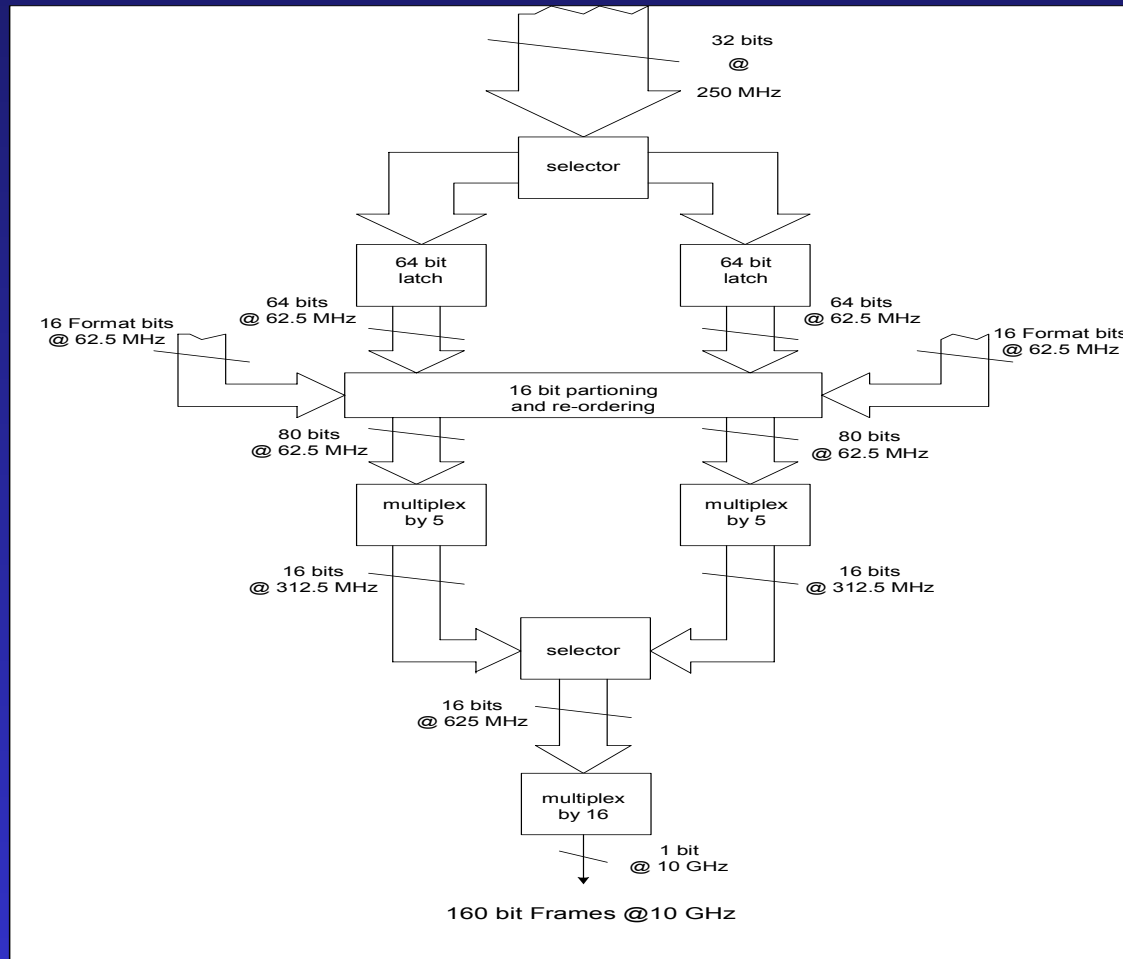 32 bits
@
250 MHz
selector
64 bit
latch
64 bit
latch
64 bits
@ 62.5 MHz
64 bits
@ 62.5 MHz
16 Format bits
@ 62.5 MHz
16 Format bits
@ 62.5 MHz
16 bit partioning
and re-ordering
80 bits
@ 62.5 MHz
80 bits
@ 62.5 MHz
multiplex
by 5
multiplex
by 5
16 bits
@ 312.5 MHz
16 bits
@ 312.5 MHz
selector
16 bits
@ 625 MHz
multiplex
by 16
1 bit
@ 10 GHz
160 bit Frames @10 GHz